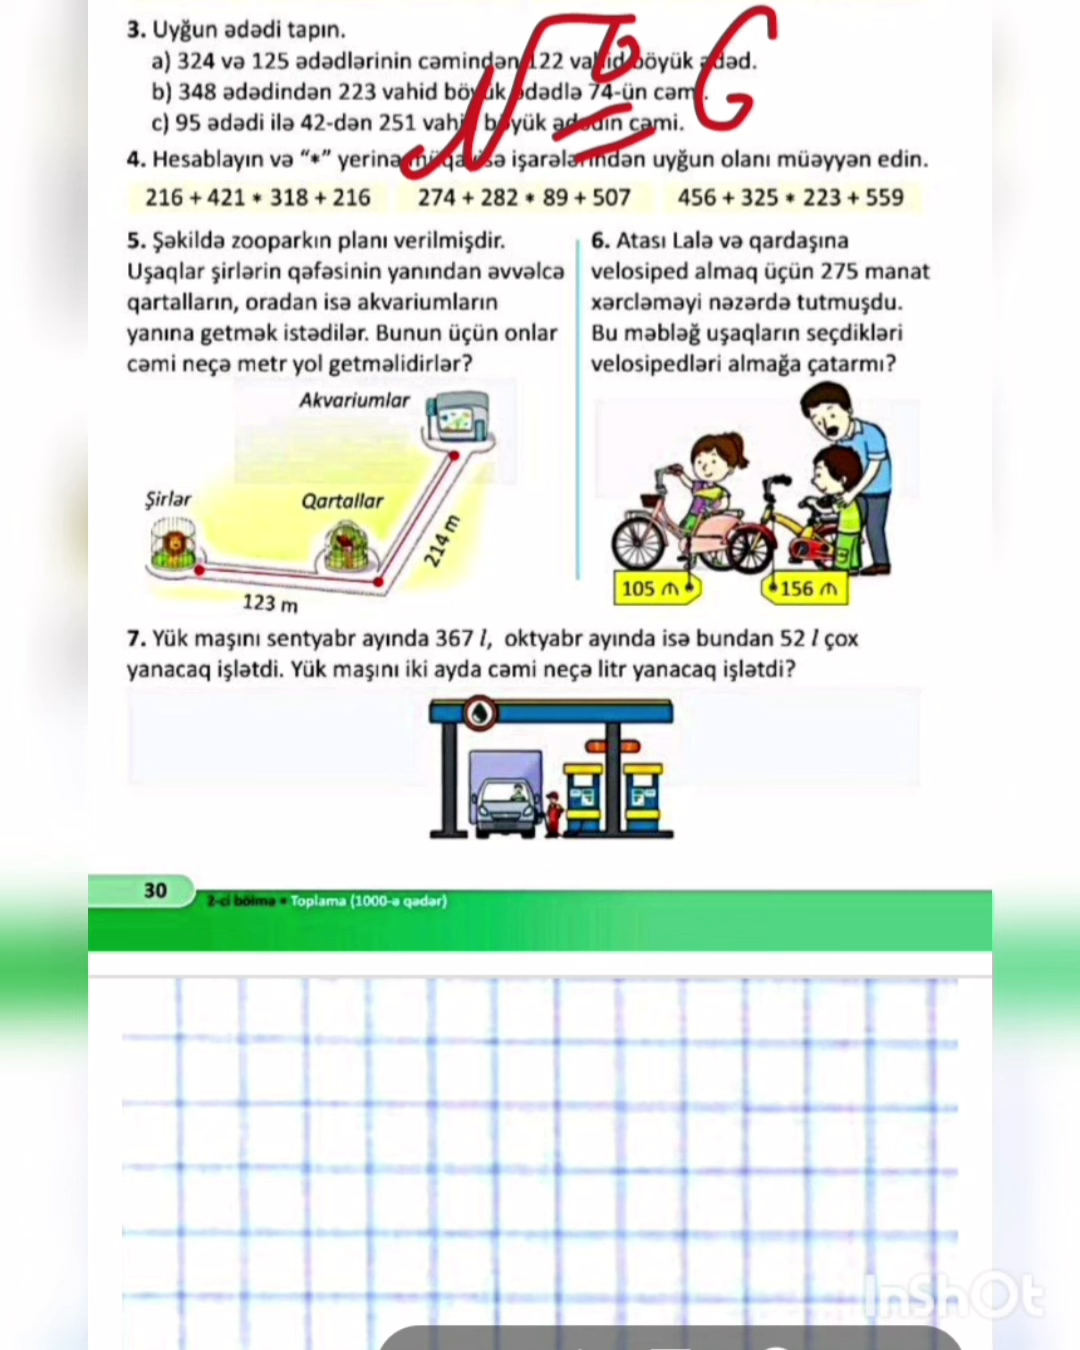 3. Uyğun ədədi tapın.
a) 324 və 125 ədədlərinin cəmindən 122 vahid böyük ədəd.
b) 348 ədədindən 223 vahid böyük ədədlə 74-ün cəmi.
c) 95 ədədi ilə 42-dən 251 vahid böyük ədədin cəmi.
№ 6
4. Hesablayın və “*” yerinə müqayisə işarələrindən uyğun olanı müəyyən edin.
216 + 421 * 318 + 216 274 + 282 * 89 + 507 456 + 325 * 223 + 559
5. Şəkildə zooparkın planı verilmişdir.
Uşaqlar şirlərin qəfəsinin yanından əvvəlcə
qartalların, oradan isə akvariumların
yanına getmək istədilər. Bunun üçün onlar
cəmi neçə metr yol getməlidirlər?
Akvariumlar
Şirlər
Qartallar
214 m
123 m
6. Atası Lalə və qardaşına
velosiped almaq üçün 275 manat
xərcləməyi nəzərdə tutmuşdu.
Bu məbləğ uşaqların seçdikləri
velosipedləri almağa çatarmı?
105 ₼
156 ₼
7. Yük maşını sentyabr ayında 367 l, oktyabr ayında isə bundan 52 l çox
yanacaq işlətdi. Yük maşını iki ayda cəmi neçə litr yanacaq işlətdi?
30
2-ci bölmə • Toplama (1000-ə qədər)
InShOt